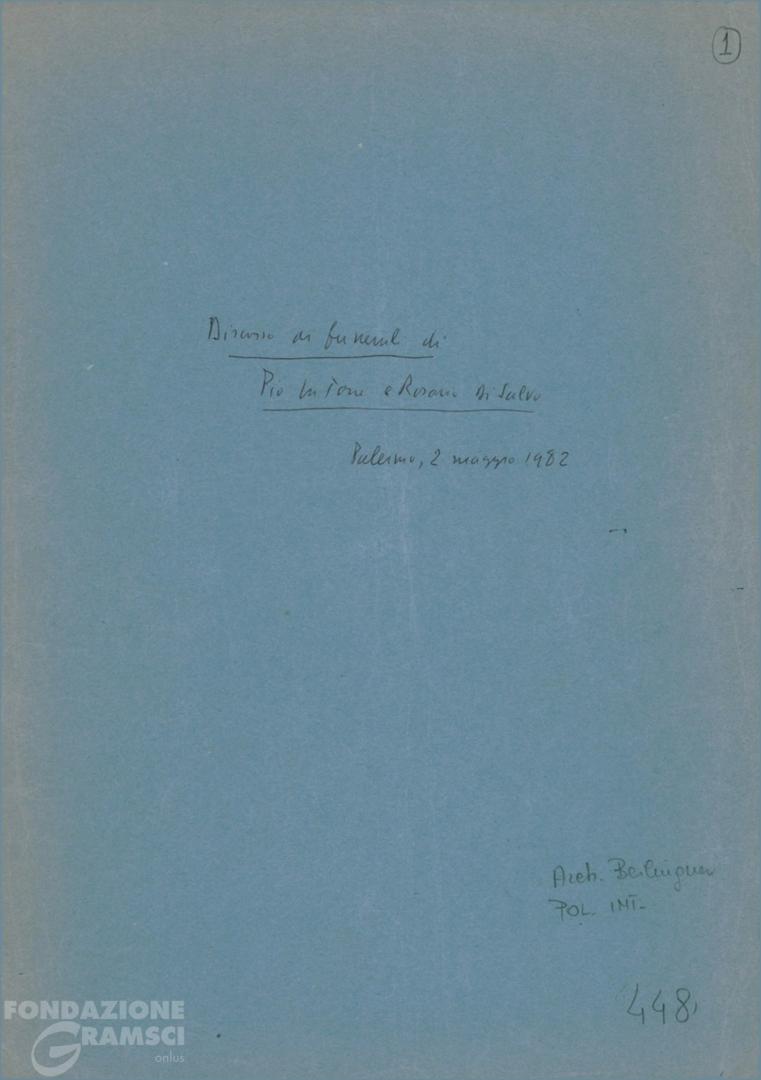 1
Discorso ai funerali di
Pio La Torre e Rosario Di Salvo
Palermo, 2 maggio 1982
Arch. Berlinguer
POL. INT.
448
FONDAZIONE
GRAMSCI
onlus